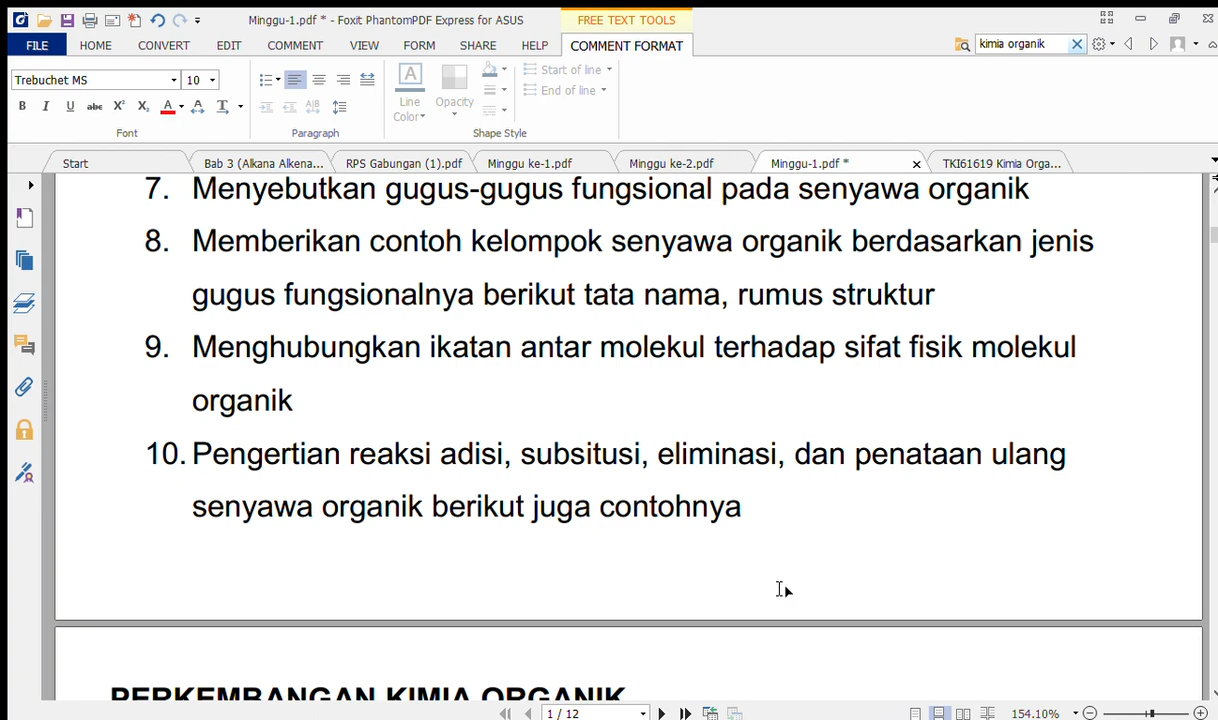 Minggu-1.pdf * - Foxit PhantomPDF Express for ASUS
FREE TEXT TOOLS
FILE HOME CONVERT EDIT COMMENT VIEW FORM SHARE HELP COMMENT FORMAT
kimia organik
Trebuchet MS 10
Line Color
Opacity
Start of line
End of line
Font Paragraph Shape Style
Start Bab 3 (Alkana Alkena... RPS Gabungan (1).pdf Minggu ke-1.pdf Minggu ke-2.pdf Minggu-1.pdf * TKI61619 Kimia Orga...
7. Menyebutkan gugus-gugus fungsional pada senyawa organik
8. Memberikan contoh kelompok senyawa organik berdasarkan jenis
gugus fungsionalnya berikut tata nama, rumus struktur
9. Menghubungkan ikatan antar molekul terhadap sifat fisik molekul
organik
10. Pengertian reaksi adisi, subsitusi, eliminasi, dan penataan ulang
senyawa organik berikut juga contohnya
PERKEMBANGAN KIMIA ORGANIK
1 / 12
154.10%